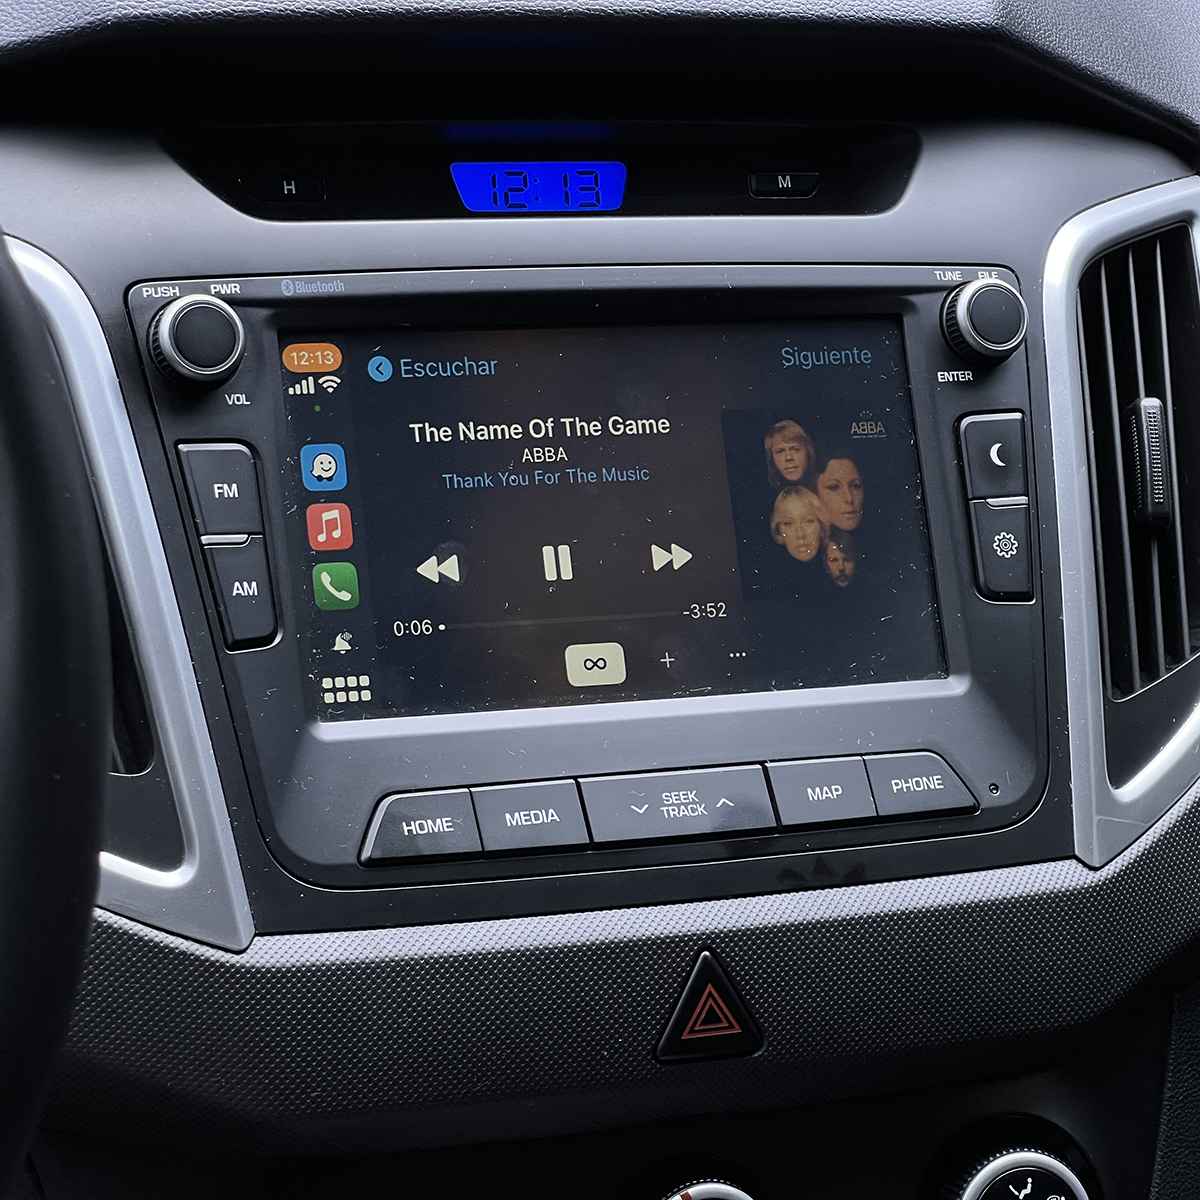 H
12:13
M
PUSH PWR
Bluetooth
TUNE FILE
VOL
ENTER
12:13
Escuchar
Siguiente
The Name Of The Game
ABBA
Thank You For The Music
ABBA
FM
AM
0:06
-3:52
HOME
MEDIA
SEEK
TRACK
MAP
PHONE